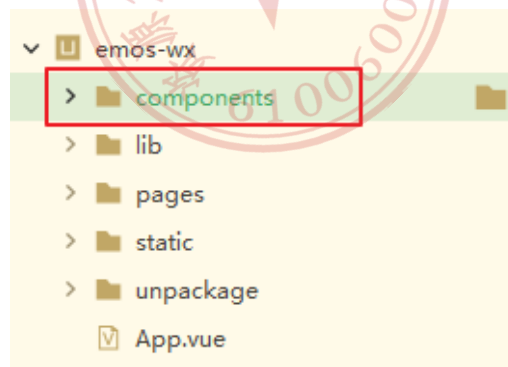 emos-wx
components
lib
pages
static
unpackage
App.vue